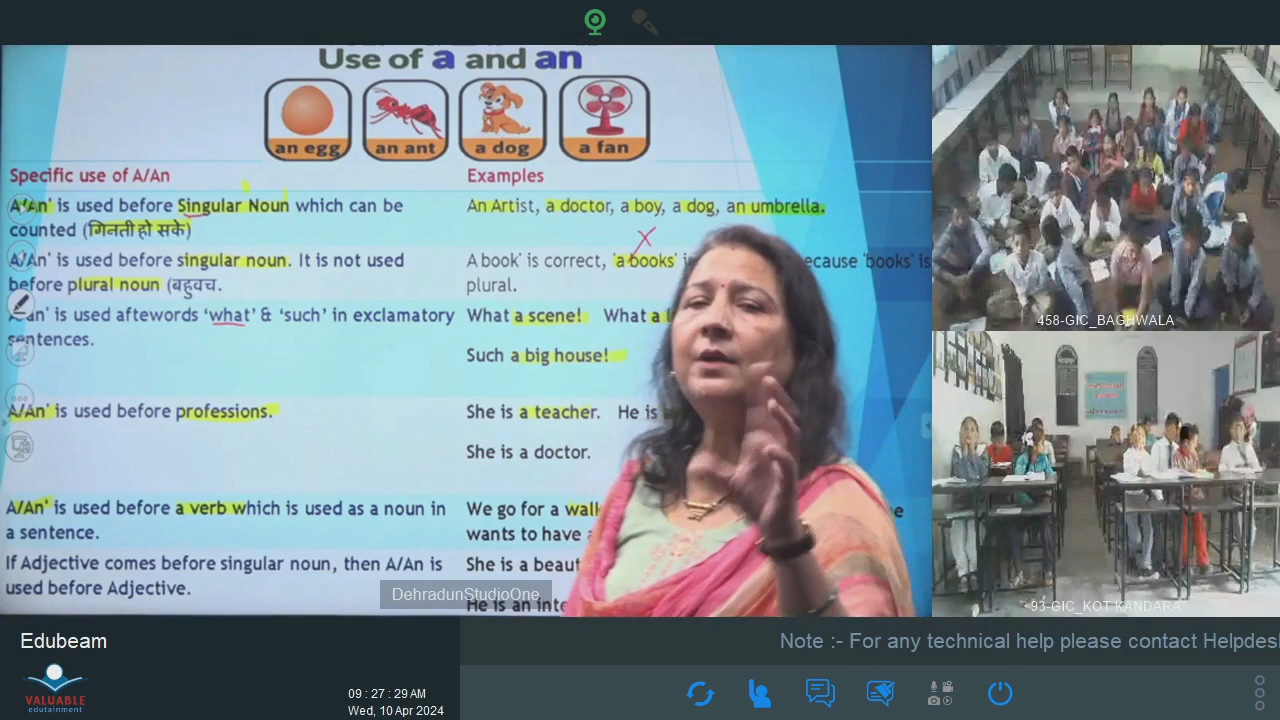 Use of a and an
an egg
an ant
a dog
a fan
Specific use of A/An
Examples
A/An' is used before Singular Noun which can be
counted (गिनती हो सके)
An Artist, a doctor, a boy, a dog, an umbrella.
A/An' is used before singular noun. It is not used
before plural noun (बहुवच.
A book' is correct, 'a books' ecause 'books' is
plural.
an' is used aftewords 'what' & 'such' in exclamatory
sentences.
What a scene! What a
Such a big house!
A/An' is used before professions.
She is a teacher. He is
She is a doctor.
A/An' is used before a verb which is used as a noun in
a sentence.
We go for a walk
wants to have
If Adjective comes before singular noun, then A/An is
used before Adjective.
She is a beaut
He is an inte
DehradunStudioOne
458-GIC_BAGHWALA
93-GIC_KOT KANDARA
Edubeam
VALUABLE
edutainment
09 : 27 : 29 AM
Wed, 10 Apr 2024
Note :- For any technical help please contact Helpdes